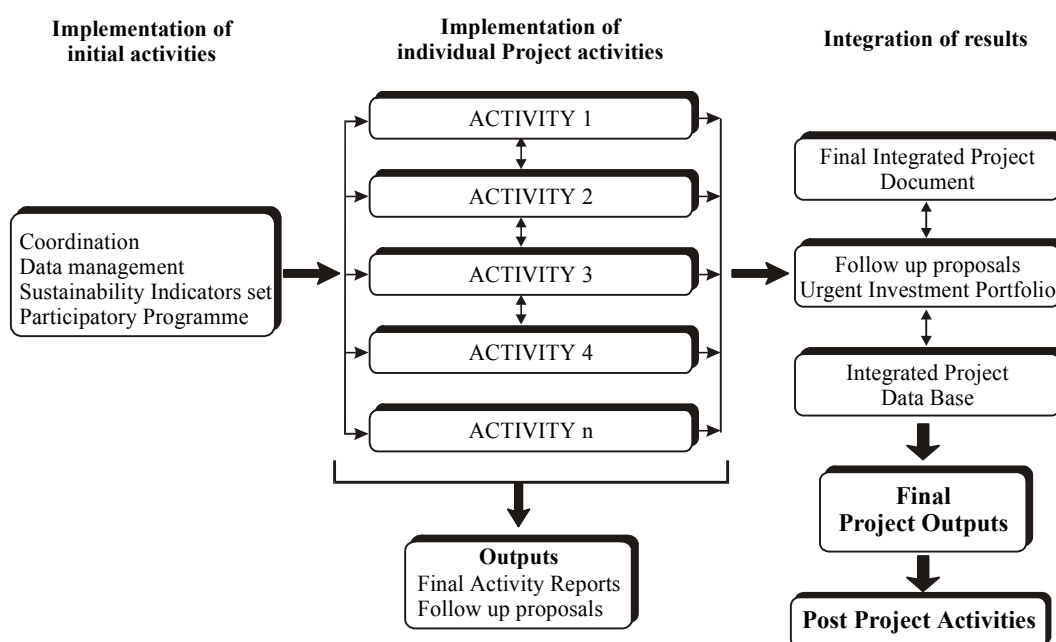 Implementation of
initial activities
Implementation of
individual Project activities
Integration of results
Coordination
Data management
Sustainability Indicators set
Participatory Programme
ACTIVITY 1
ACTIVITY 2
ACTIVITY 3
ACTIVITY 4
ACTIVITY n
Outputs
Final Activity Reports
Follow up proposals
Final Integrated Project
Document
Follow up proposals
Urgent Investment Portfolio
Integrated Project
Data Base
Final
Project Outputs
Post Project Activities